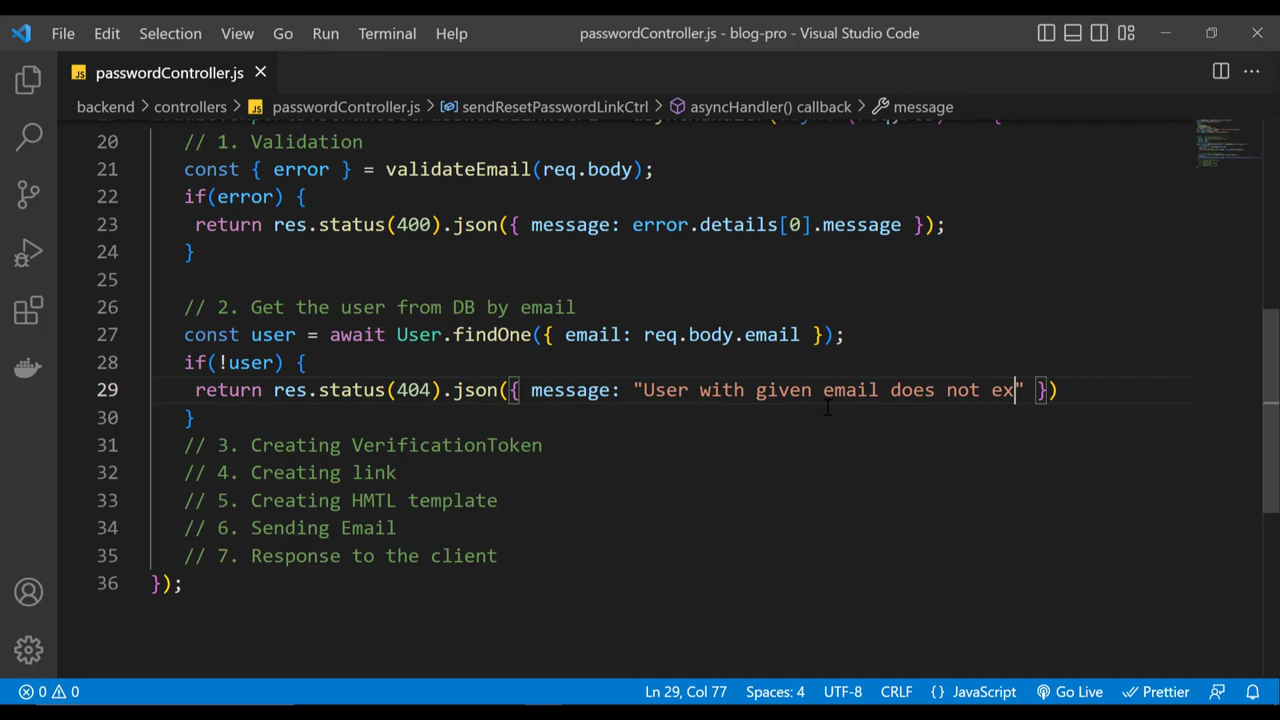 File Edit Selection View Go Run Terminal Help passwordController.js - blog-pro - Visual Studio Code
JS passwordController.js
backend controllers JS passwordController.js sendResetPasswordLinkCtrl asyncHandler() callback message
20 // 1. Validation
21 const { error } = validateEmail(req.body);
22 if(error) {
23 return res.status(400).json({ message: error.details[0].message });
24 }
25
26 // 2. Get the user from DB by email
27 const user = await User.findOne({ email: req.body.email });
28 if(!user) {
29 return res.status(404).json({ message: "User with given email does not ex" })
30 }
31 // 3. Creating VerificationToken
32 // 4. Creating link
33 // 5. Creating HMTL template
34 // 6. Sending Email
35 // 7. Response to the client
36 });
0 0 Ln 29, Col 77 Spaces: 4 UTF-8 CRLF {} JavaScript Go Live Prettier